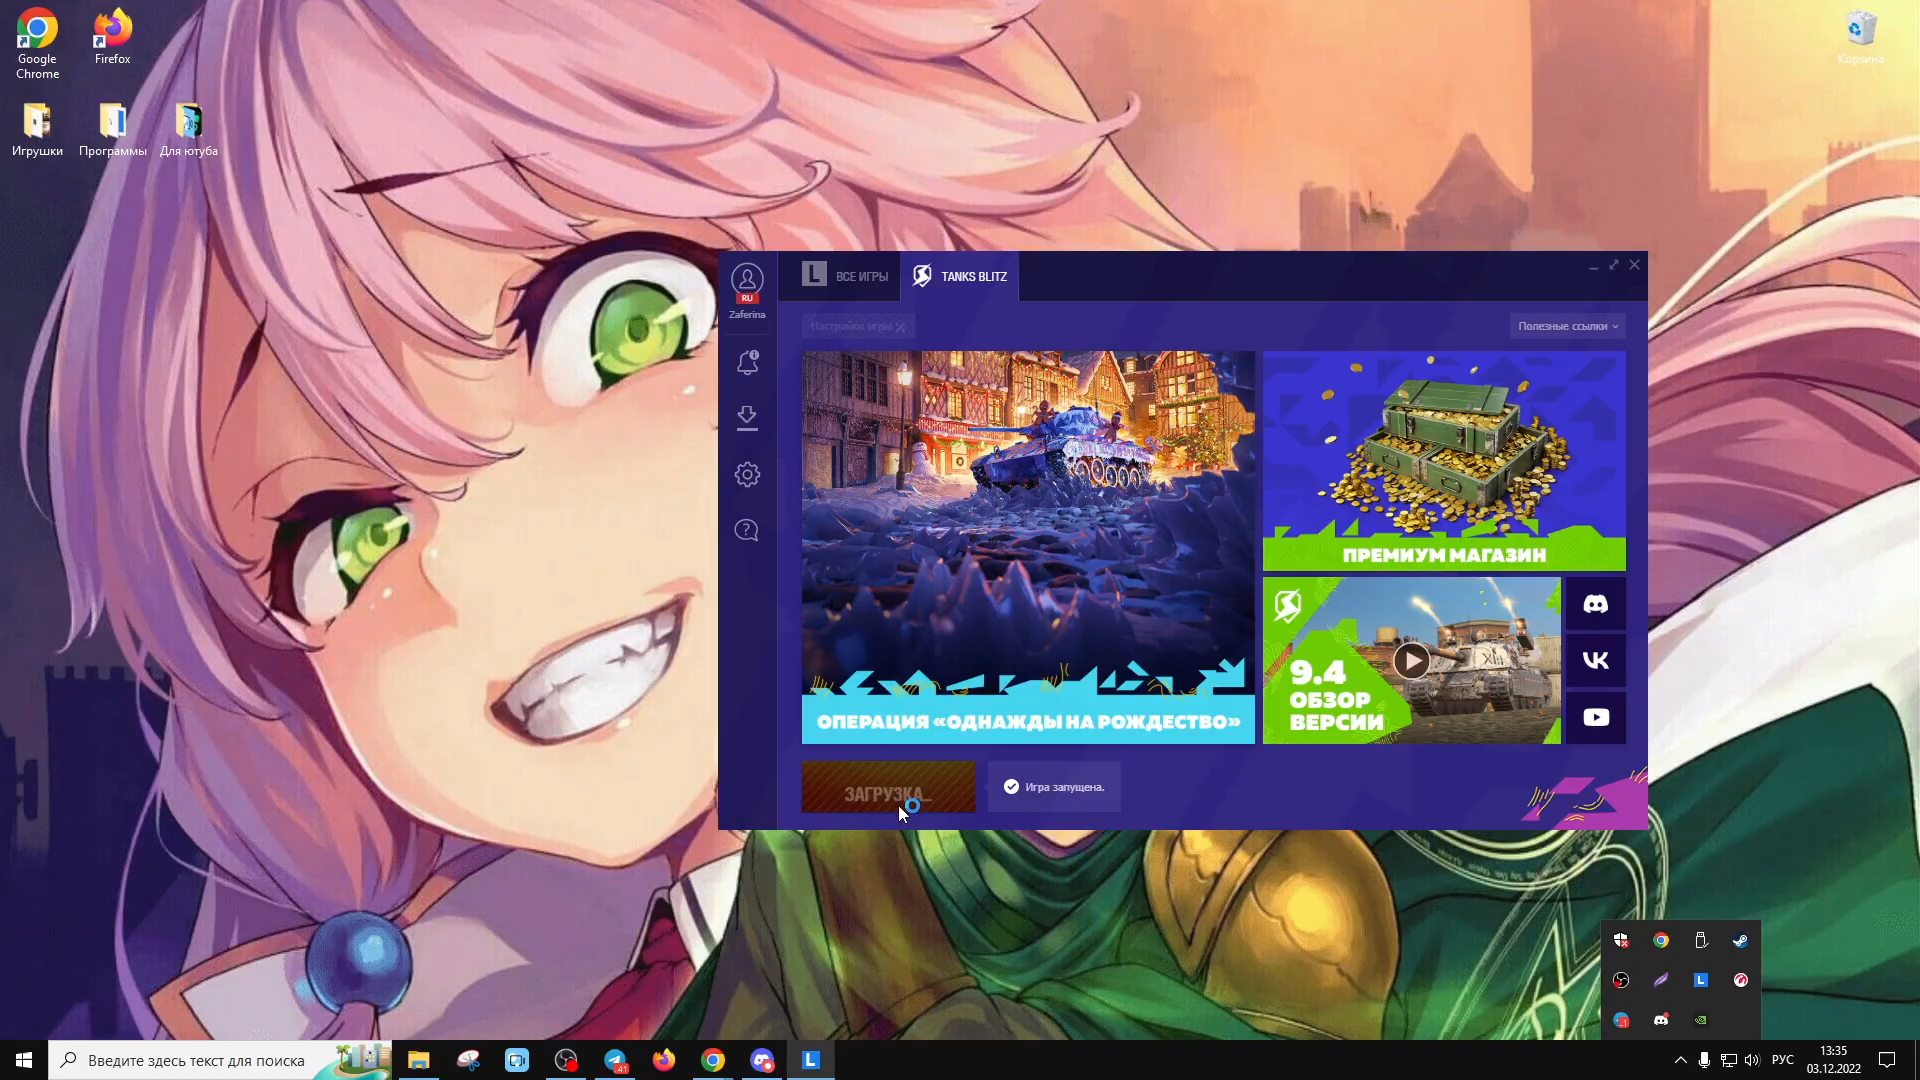 Google
Chrome
Firefox
Корзина
Игрушки
Программы
Для ютуба
RU
Zaferina
L
ВСЕ ИГРЫ
TANKS BLITZ
Настройки игры
Полезные ссылки
ОПЕРАЦИЯ «ОДНАЖДЫ НА РОЖДЕСТВО»
ПРЕМИУМ МАГАЗИН
9.4
ОБЗОР
ВЕРСИИ
ЗАГРУЗКА_
Игра запущена.
Введите здесь текст для поиска
41
L
РУС
13:35
03.12.2022